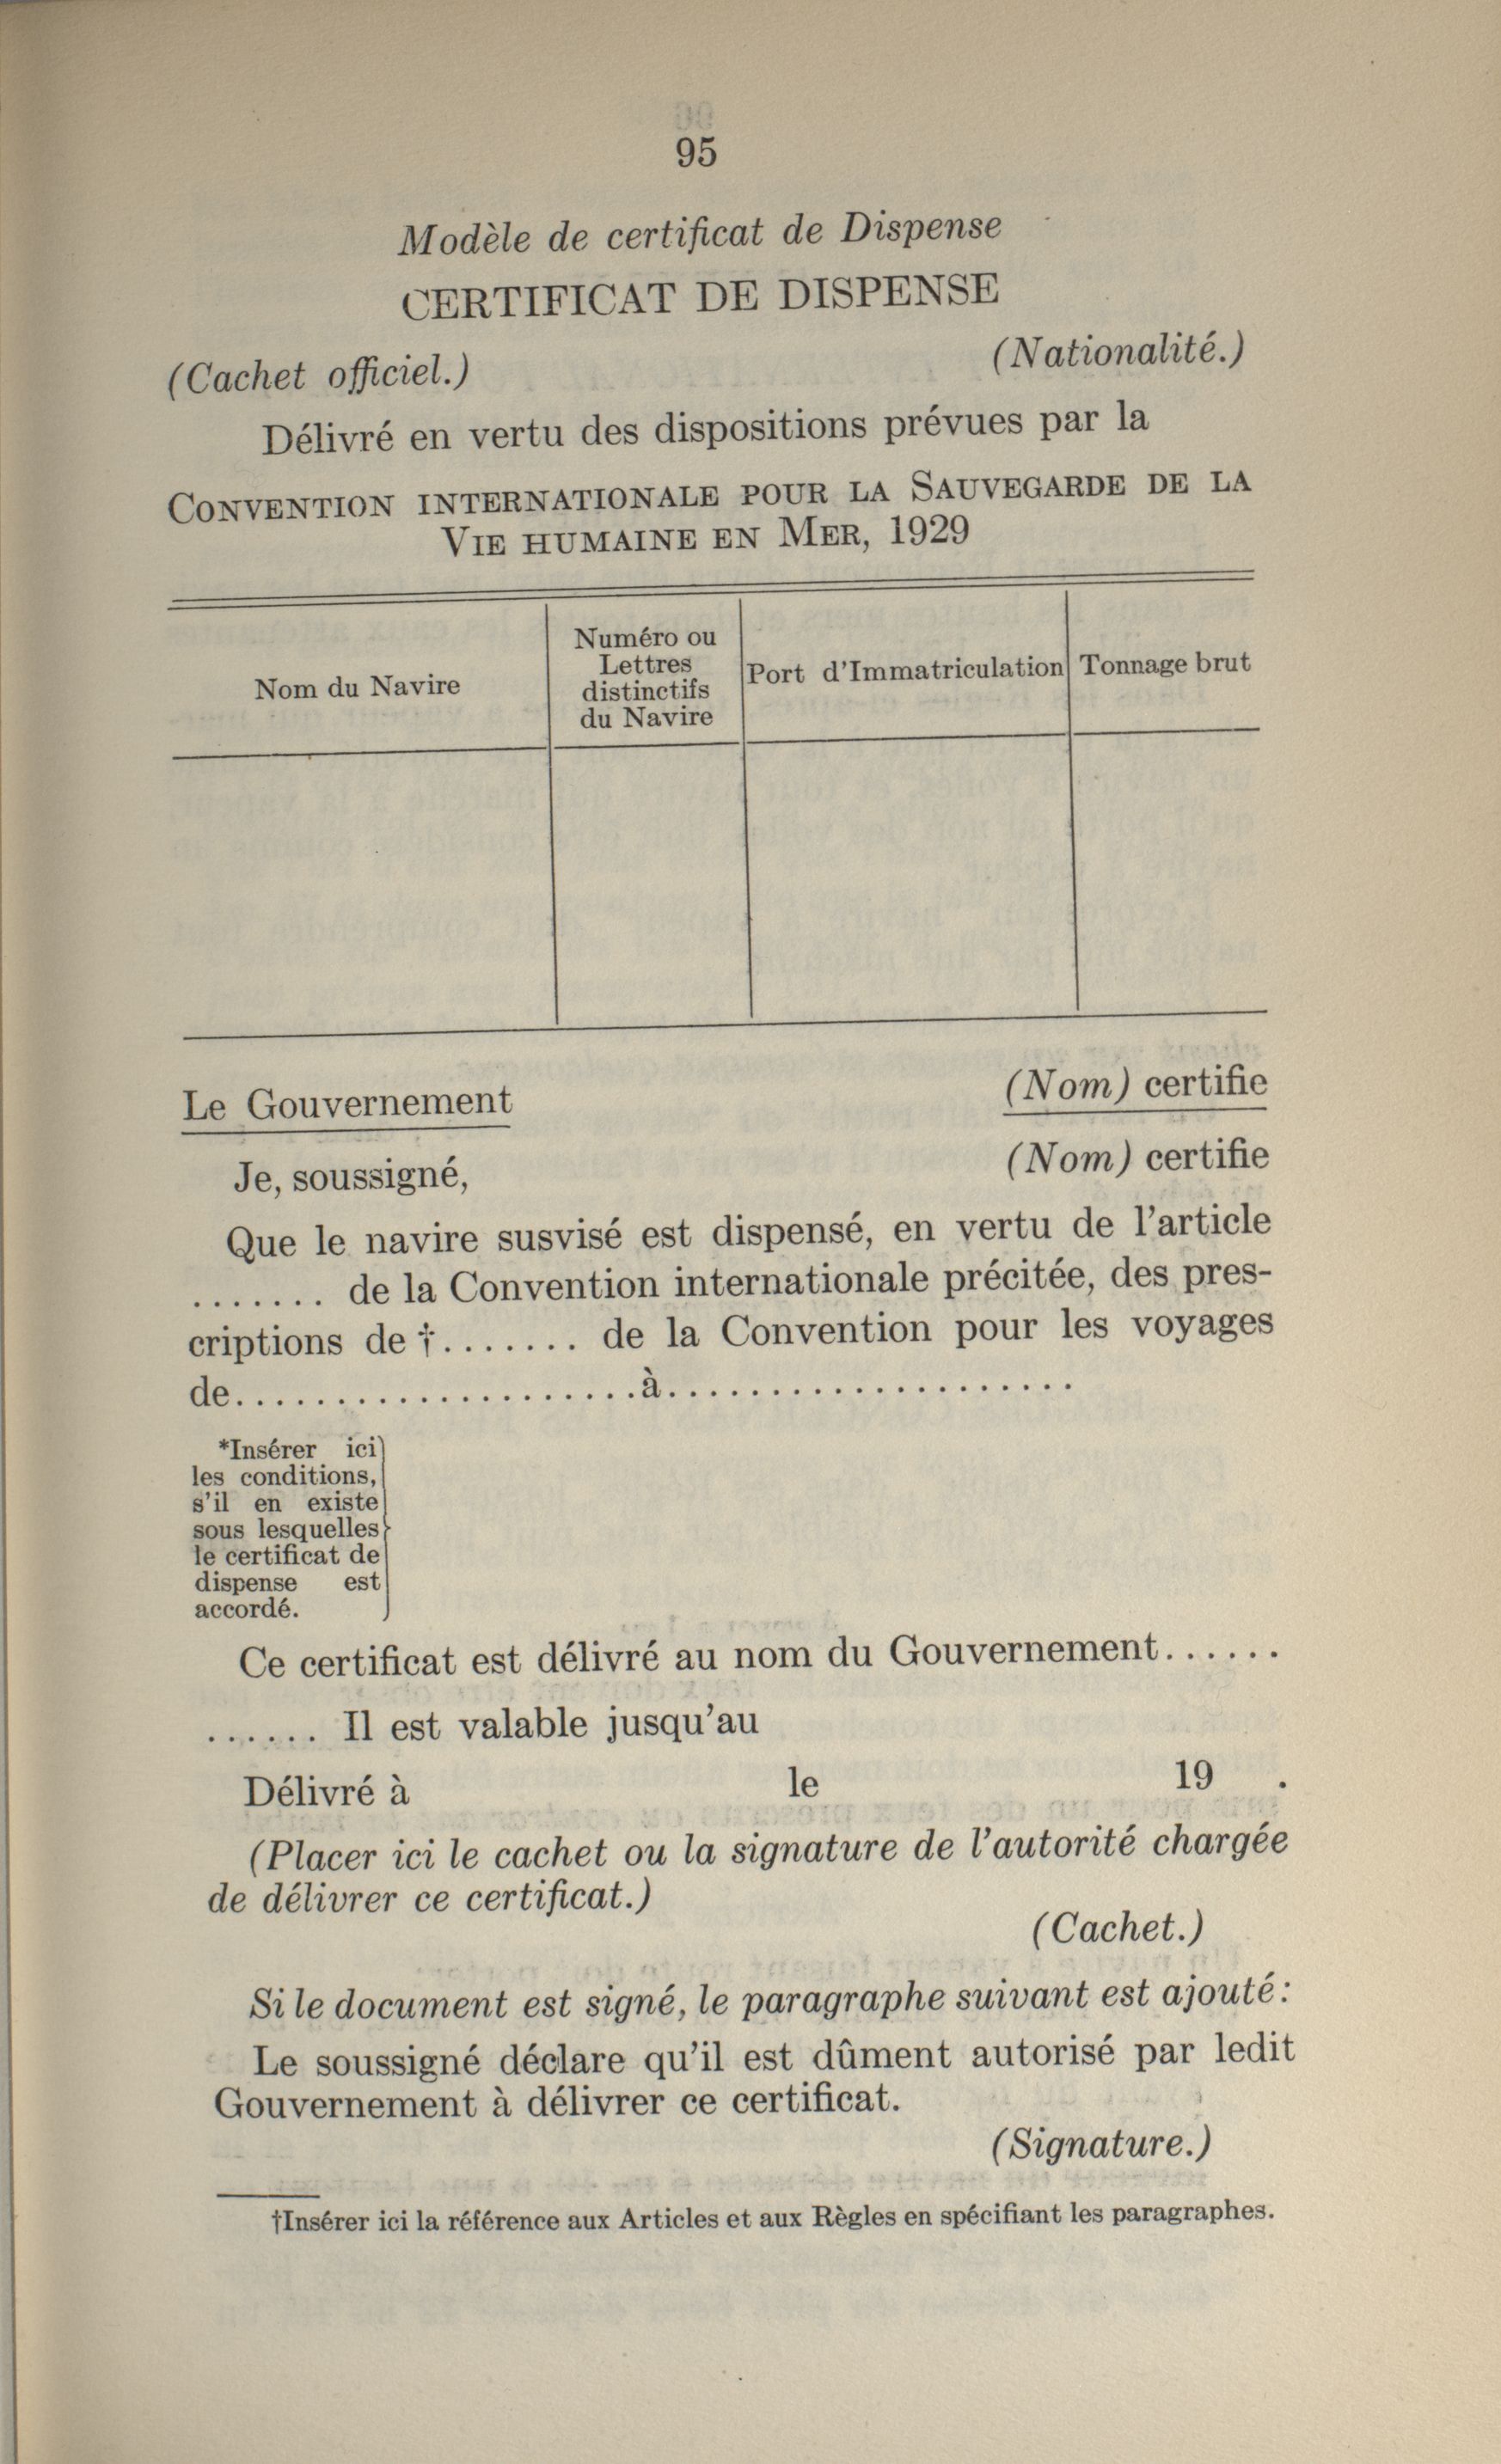 95
Modèle de certificat de Dispense
CERTIFICAT DE DISPENSE
(Cachet officiel.) (Nationalité.)
Délivré en vertu des dispositions prévues par la
CONVENTION INTERNATIONALE POUR LA SAUVEGARDE DE LA
VIE HUMAINE EN MER, 1929
Nom du Navire
Numéro ou
Lettres
distinctifs
du Navire
Port d'Immatriculation
Tonnage brut
Le Gouvernement (Nom) certifie
Je, soussigné, (Nom) certifie
Que le navire susvisé est dispensé, en vertu de l'article
....... de la Convention internationale précitée, des pres-
criptions de †....... de la Convention pour les voyages
de....................à....................
*Insérer ici
les conditions,
s'il en existe
sous lesquelles
le certificat de
dispense est
accordé.
Ce certificat est délivré au nom du Gouvernement......
...... Il est valable jusqu'au
Délivré à le 19 .
(Placer ici le cachet ou la signature de l'autorité chargée
de délivrer ce certificat.)
(Cachet.)
Si le document est signé, le paragraphe suivant est ajouté:
Le soussigné déclare qu'il est dûment autorisé par ledit
Gouvernement à délivrer ce certificat.
(Signature.)
†Insérer ici la référence aux Articles et aux Règles en spécifiant les paragraphes.